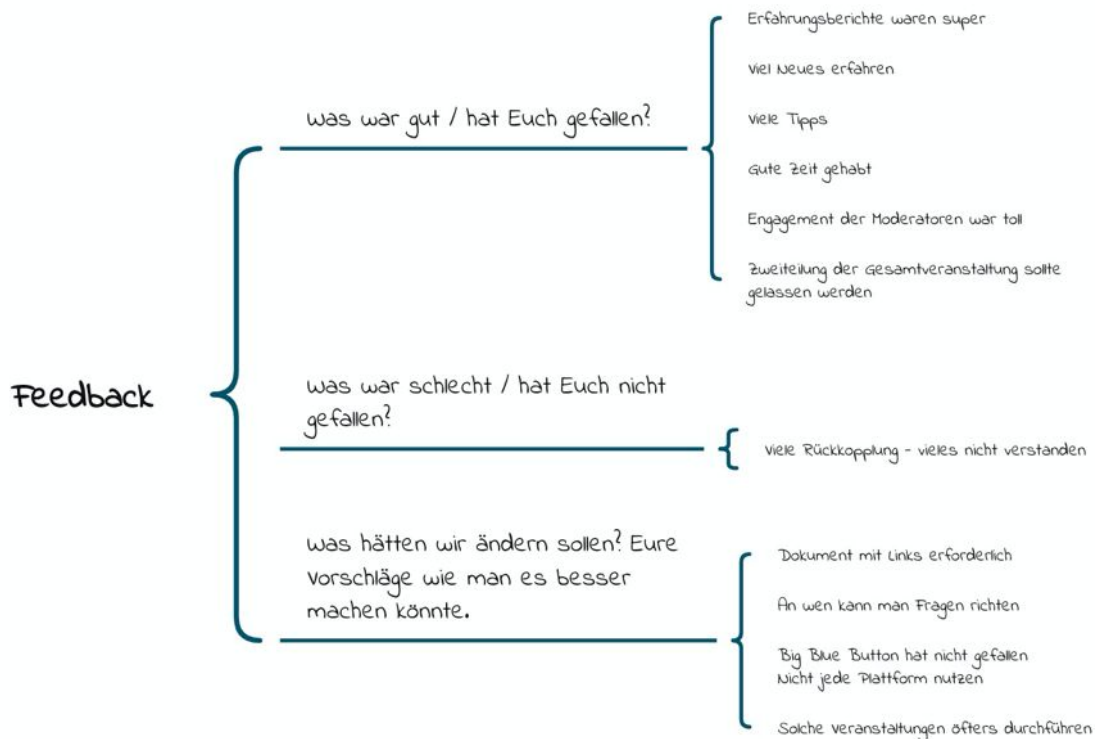 Feedback
Was war gut / hat Euch gefallen?
Erfahrungsberichte waren super
Viel Neues erfahren
Viele Tipps
Gute Zeit gehabt
Engagement der Moderatoren war toll
Zweiteilung der Gesamtveranstaltung sollte
gelassen werden
Was war schlecht / hat Euch nicht
gefallen?
Viele Rückkopplung - vieles nicht verstanden
Was hätten wir ändern sollen? Eure
Vorschläge wie man es besser
machen könnte.
Dokument mit Links erforderlich
An wen kann man Fragen richten
Big Blue Button hat nicht gefallen
Nicht jede Plattform nutzen
Solche Veranstaltungen öfters durchführen